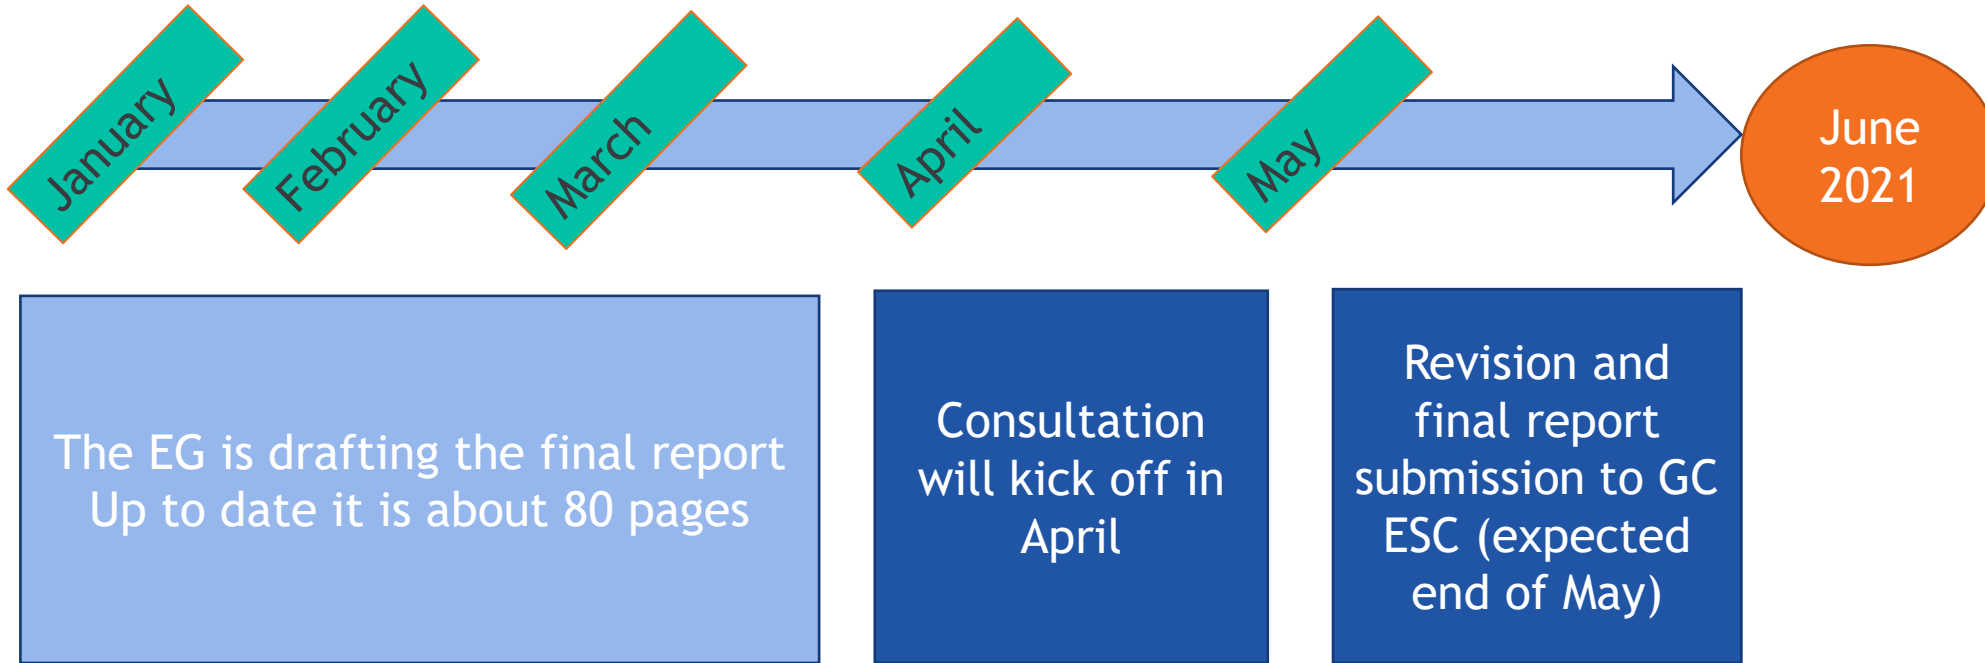 January
February
March
April
May
June
2021
The EG is drafting the final report
Up to date it is about 80 pages
Consultation
will kick off in
April
Revision and
final report
submission to GC
ESC (expected
end of May)